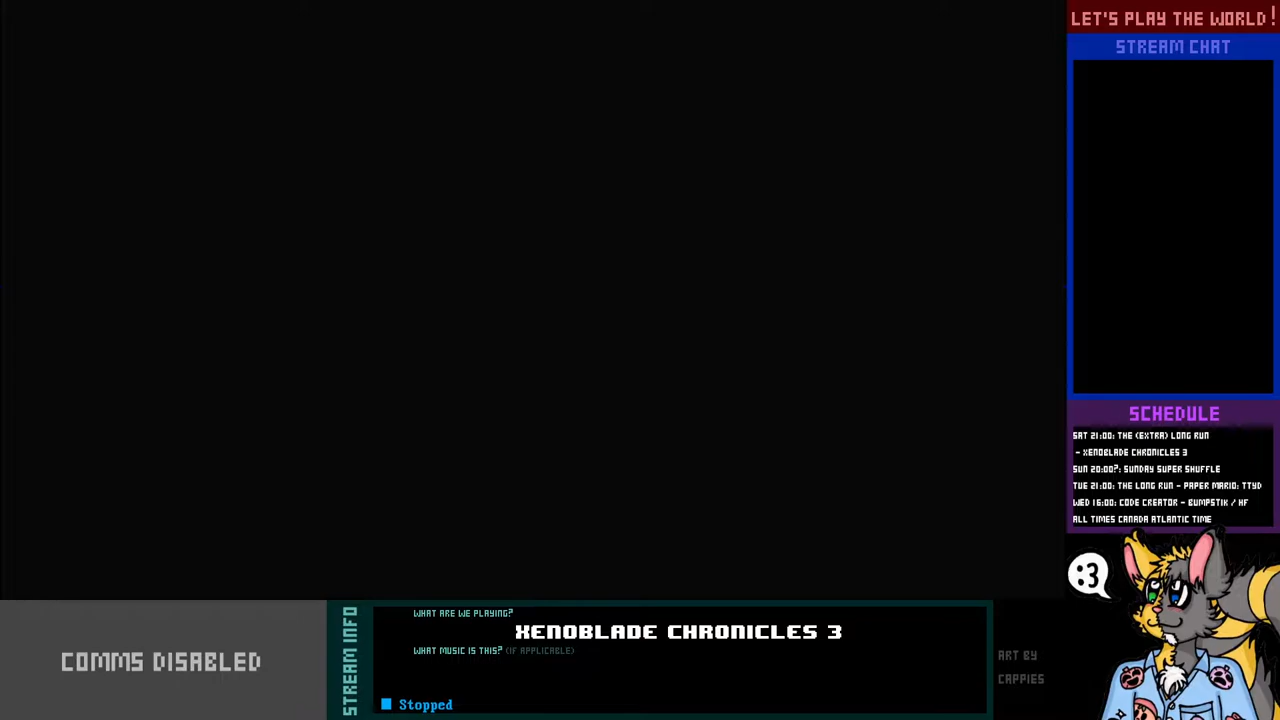 LET'S PLAY THE WORLD!
STREAM CHAT
SCHEDULE
SAT 21:00: THE (EXTRA) LONG RUN
- XENOBLADE CHRONICLES 3
SUN 20:00?: SUNDAY SUPER SHUFFLE
TUE 21:00: THE LONG RUN - PAPER MARIO: TTYD
WED 16:00: CODE CREATOR - BUMPSTIK / HF
ALL TIMES CANADA ATLANTIC TIME
:3
COMMS DISABLED
STREAM INFO
WHAT ARE WE PLAYING?
XENOBLADE CHRONICLES 3
WHAT MUSIC IS THIS? (IF APPLICABLE)
Stopped
ART BY
CAPPIES